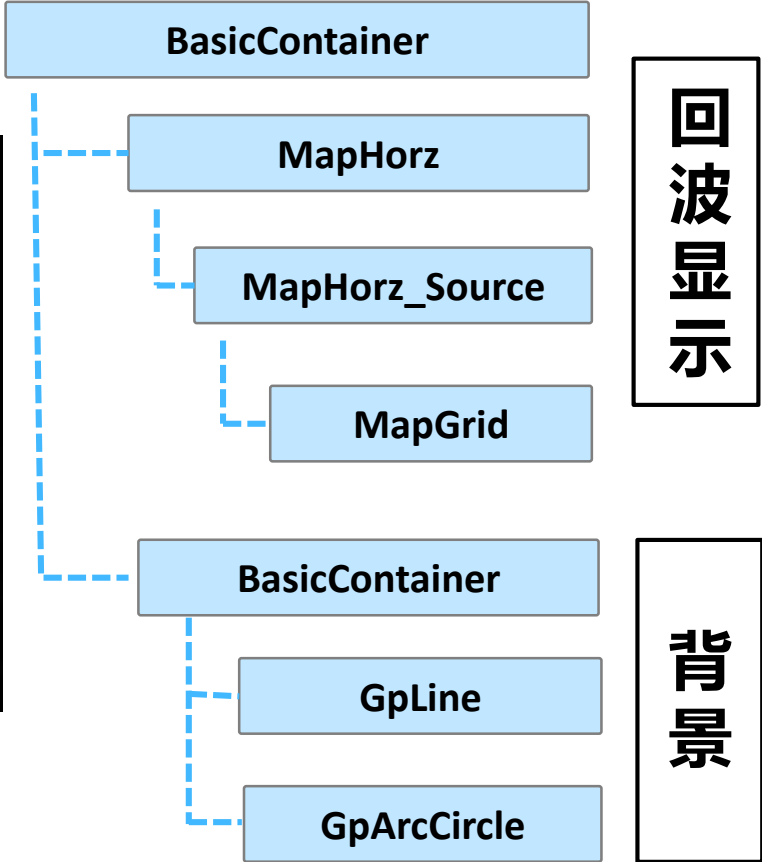 BasicContainer
MapHorz
MapHorz_Source
MapGrid
回波显示
BasicContainer
GpLine
GpArcCircle
背景